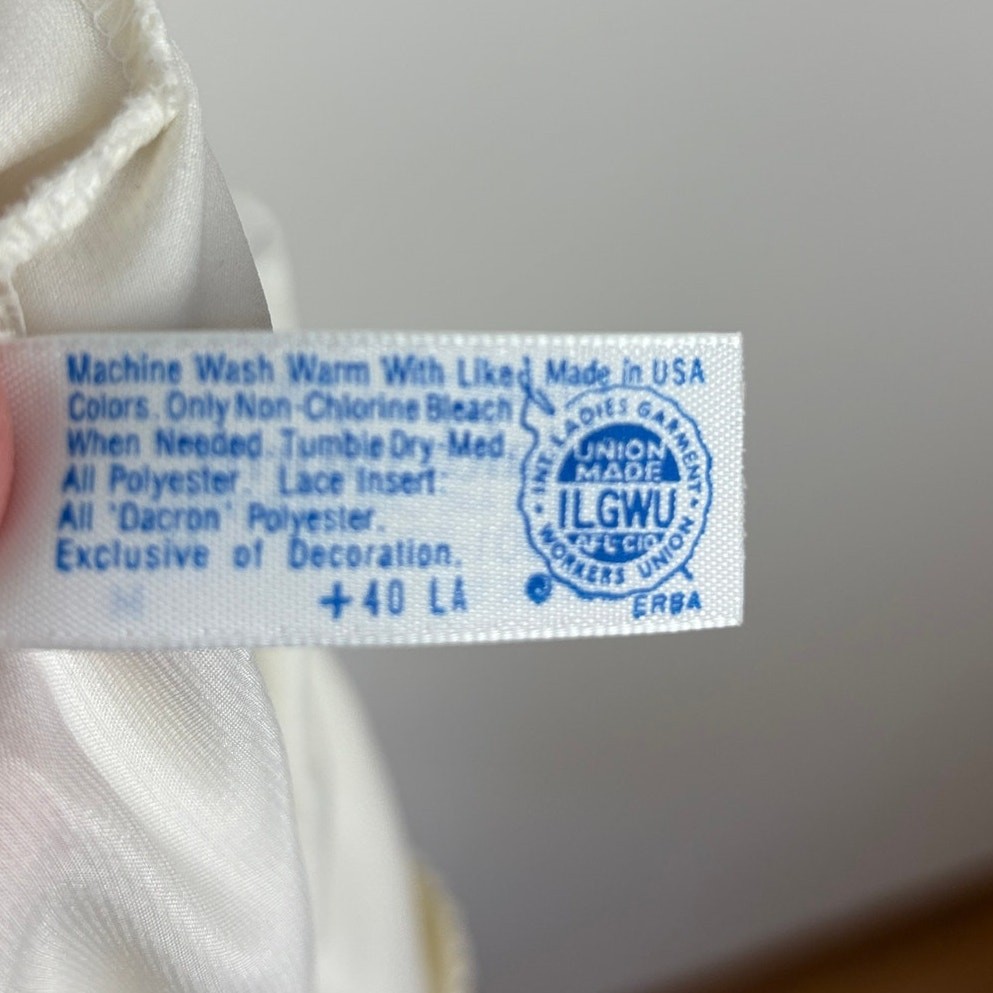 Machine Wash Warm With Like
Colors. Only Non-Chlorine Bleach
When Needed. Tumble Dry-Med.
All Polyester. Lace Insert:
All "Dacron" Polyester.
Exclusive of Decoration.
+40 LA
Made in USA
INT. LADIES GARMENT
UNION
MADE
ILGWU
AFL-CIO
WORKERS UNION
ERBA